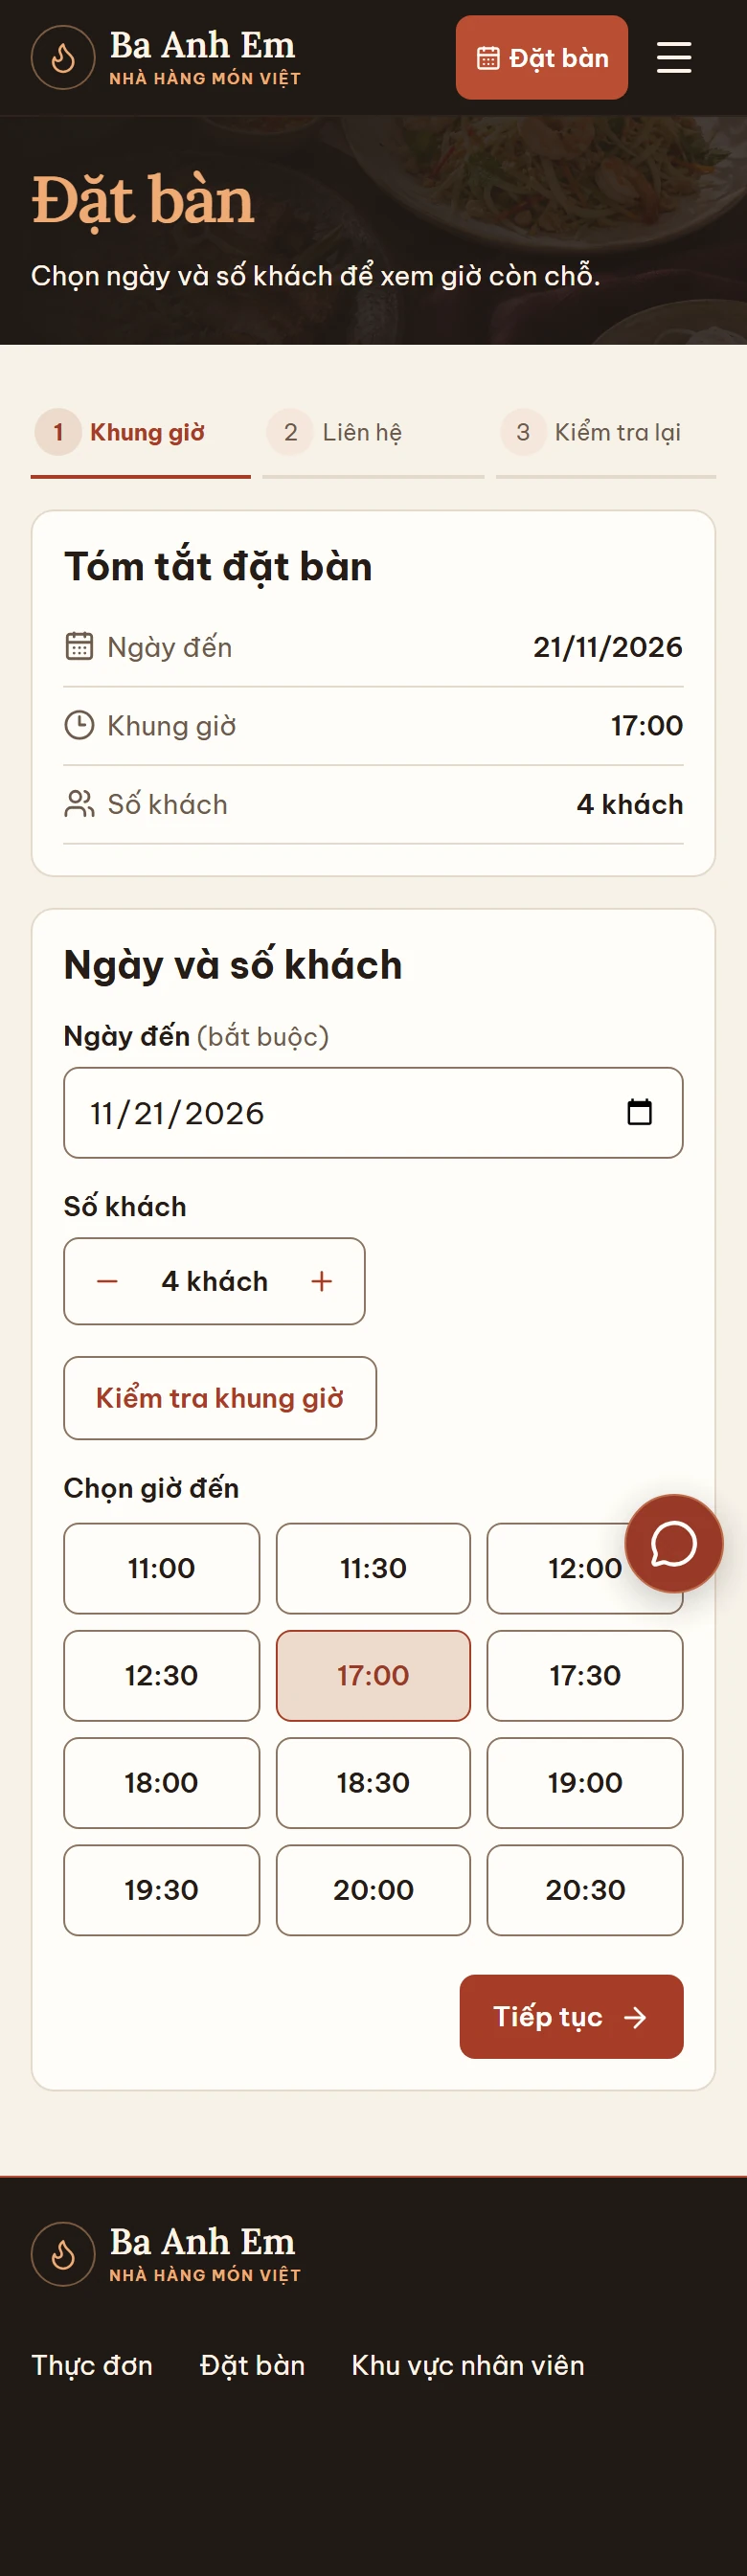 Ba Anh Em
NHÀ HÀNG MÓN VIỆT
Đặt bàn
Đặt bàn
Chọn ngày và số khách để xem giờ còn chỗ.
1 Khung giờ
2 Liên hệ
3 Kiểm tra lại
Tóm tắt đặt bàn
Ngày đến 21/11/2026
Khung giờ 17:00
Số khách 4 khách
Ngày và số khách
Ngày đến (bắt buộc)
11/21/2026
Số khách
4 khách
Kiểm tra khung giờ
Chọn giờ đến
11:00 11:30 12:00
12:30 17:00 17:30
18:00 18:30 19:00
19:30 20:00 20:30
Tiếp tục
Ba Anh Em
NHÀ HÀNG MÓN VIỆT
Thực đơn Đặt bàn Khu vực nhân viên